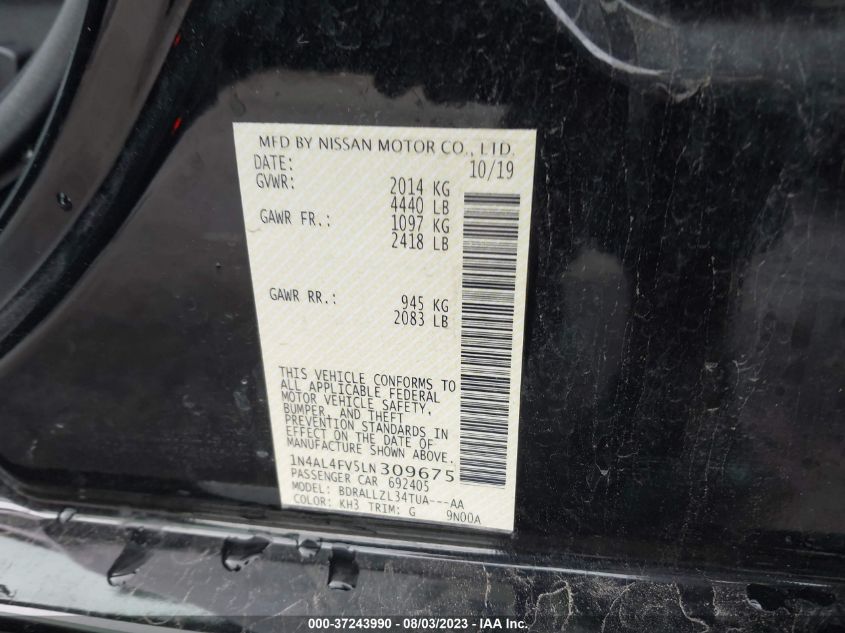 MFD BY NISSAN MOTOR CO., LTD.
DATE: 10/19
GVWR: 2014 KG
4440 LB
GAWR FR.: 1097 KG
2418 LB
GAWR RR.: 945 KG
2083 LB
THIS VEHICLE CONFORMS TO
ALL APPLICABLE FEDERAL
MOTOR VEHICLE SAFETY,
BUMPER, AND THEFT
PREVENTION STANDARDS IN
EFFECT ON THE DATE OF
MANUFACTURE SHOWN ABOVE.
1N4AL4FV5LN309675
PASSENGER CAR 692405
MODEL: BDRALLZL34TUA---AA
COLOR: KH3 TRIM: G 9N00A
000-37243990 - 08/03/2023 - IAA Inc.